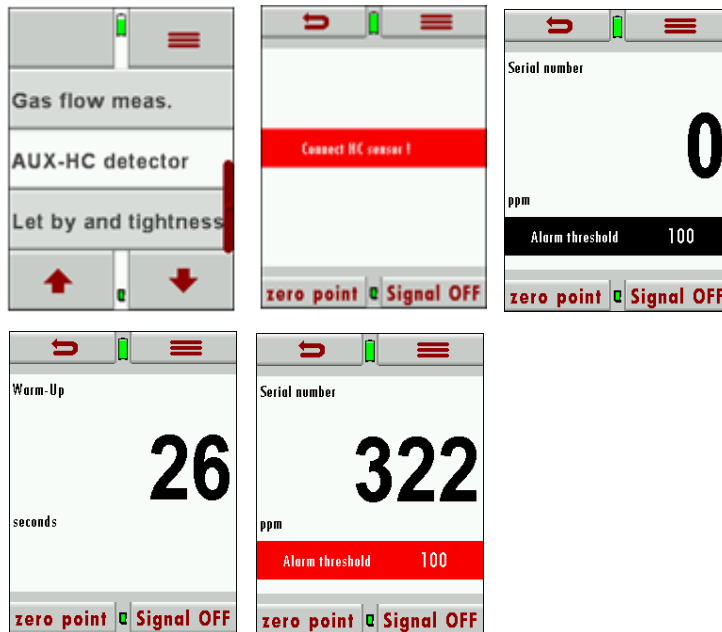 Gas flow meas.
AUX-HC detector
Let by and tightness
Connect HC sensor !
zero point Signal OFF
Serial number
0
ppm
Alarm threshold 100
zero point Signal OFF
Warm-Up
26
seconds
zero point Signal OFF
Serial number
322
ppm
Alarm threshold 100
zero point Signal OFF